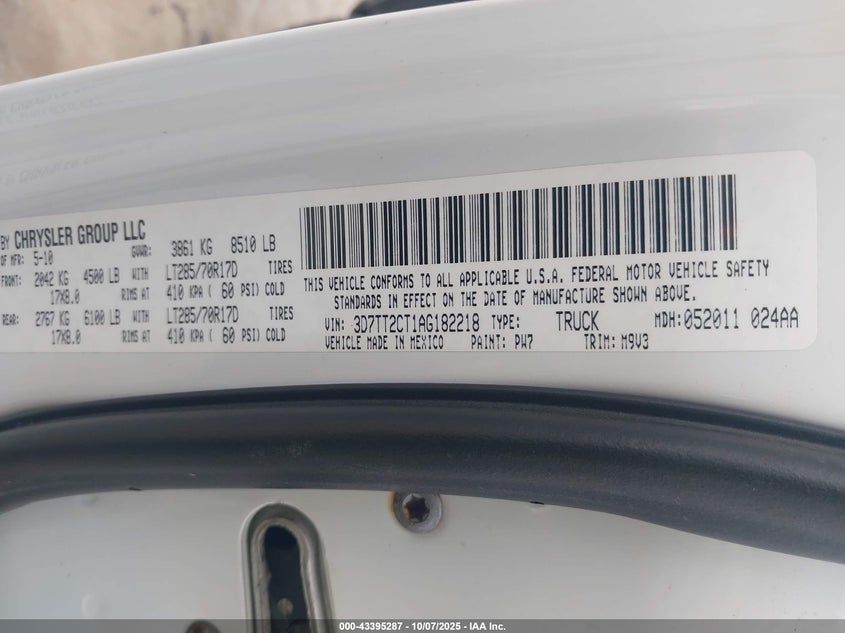 BY CHRYSLER GROUP LLC
OF MFR: 5-10 GVWR: 3861 KG 8510 LB
FRONT: 2042 KG 4500 LB WITH LT285/70R17D TIRES
17X8.0 RIMS AT 410 KPA ( 60 PSI) COLD
REAR: 2767 KG 6100 LB WITH LT285/70R17D TIRES
17X8.0 RIMS AT 410 KPA ( 60 PSI) COLD
THIS VEHICLE CONFORMS TO ALL APPLICABLE U.S.A. FEDERAL MOTOR VEHICLE SAFETY
STANDARDS IN EFFECT ON THE DATE OF MANUFACTURE SHOWN ABOVE.
VIN: 3D7TT2CT1AG182218 TYPE: TRUCK MDH:052011 024AA
VEHICLE MADE IN MEXICO PAINT: PW7 TRIM: M9V3
000-43395287 - 10/07/2025 - IAA Inc.